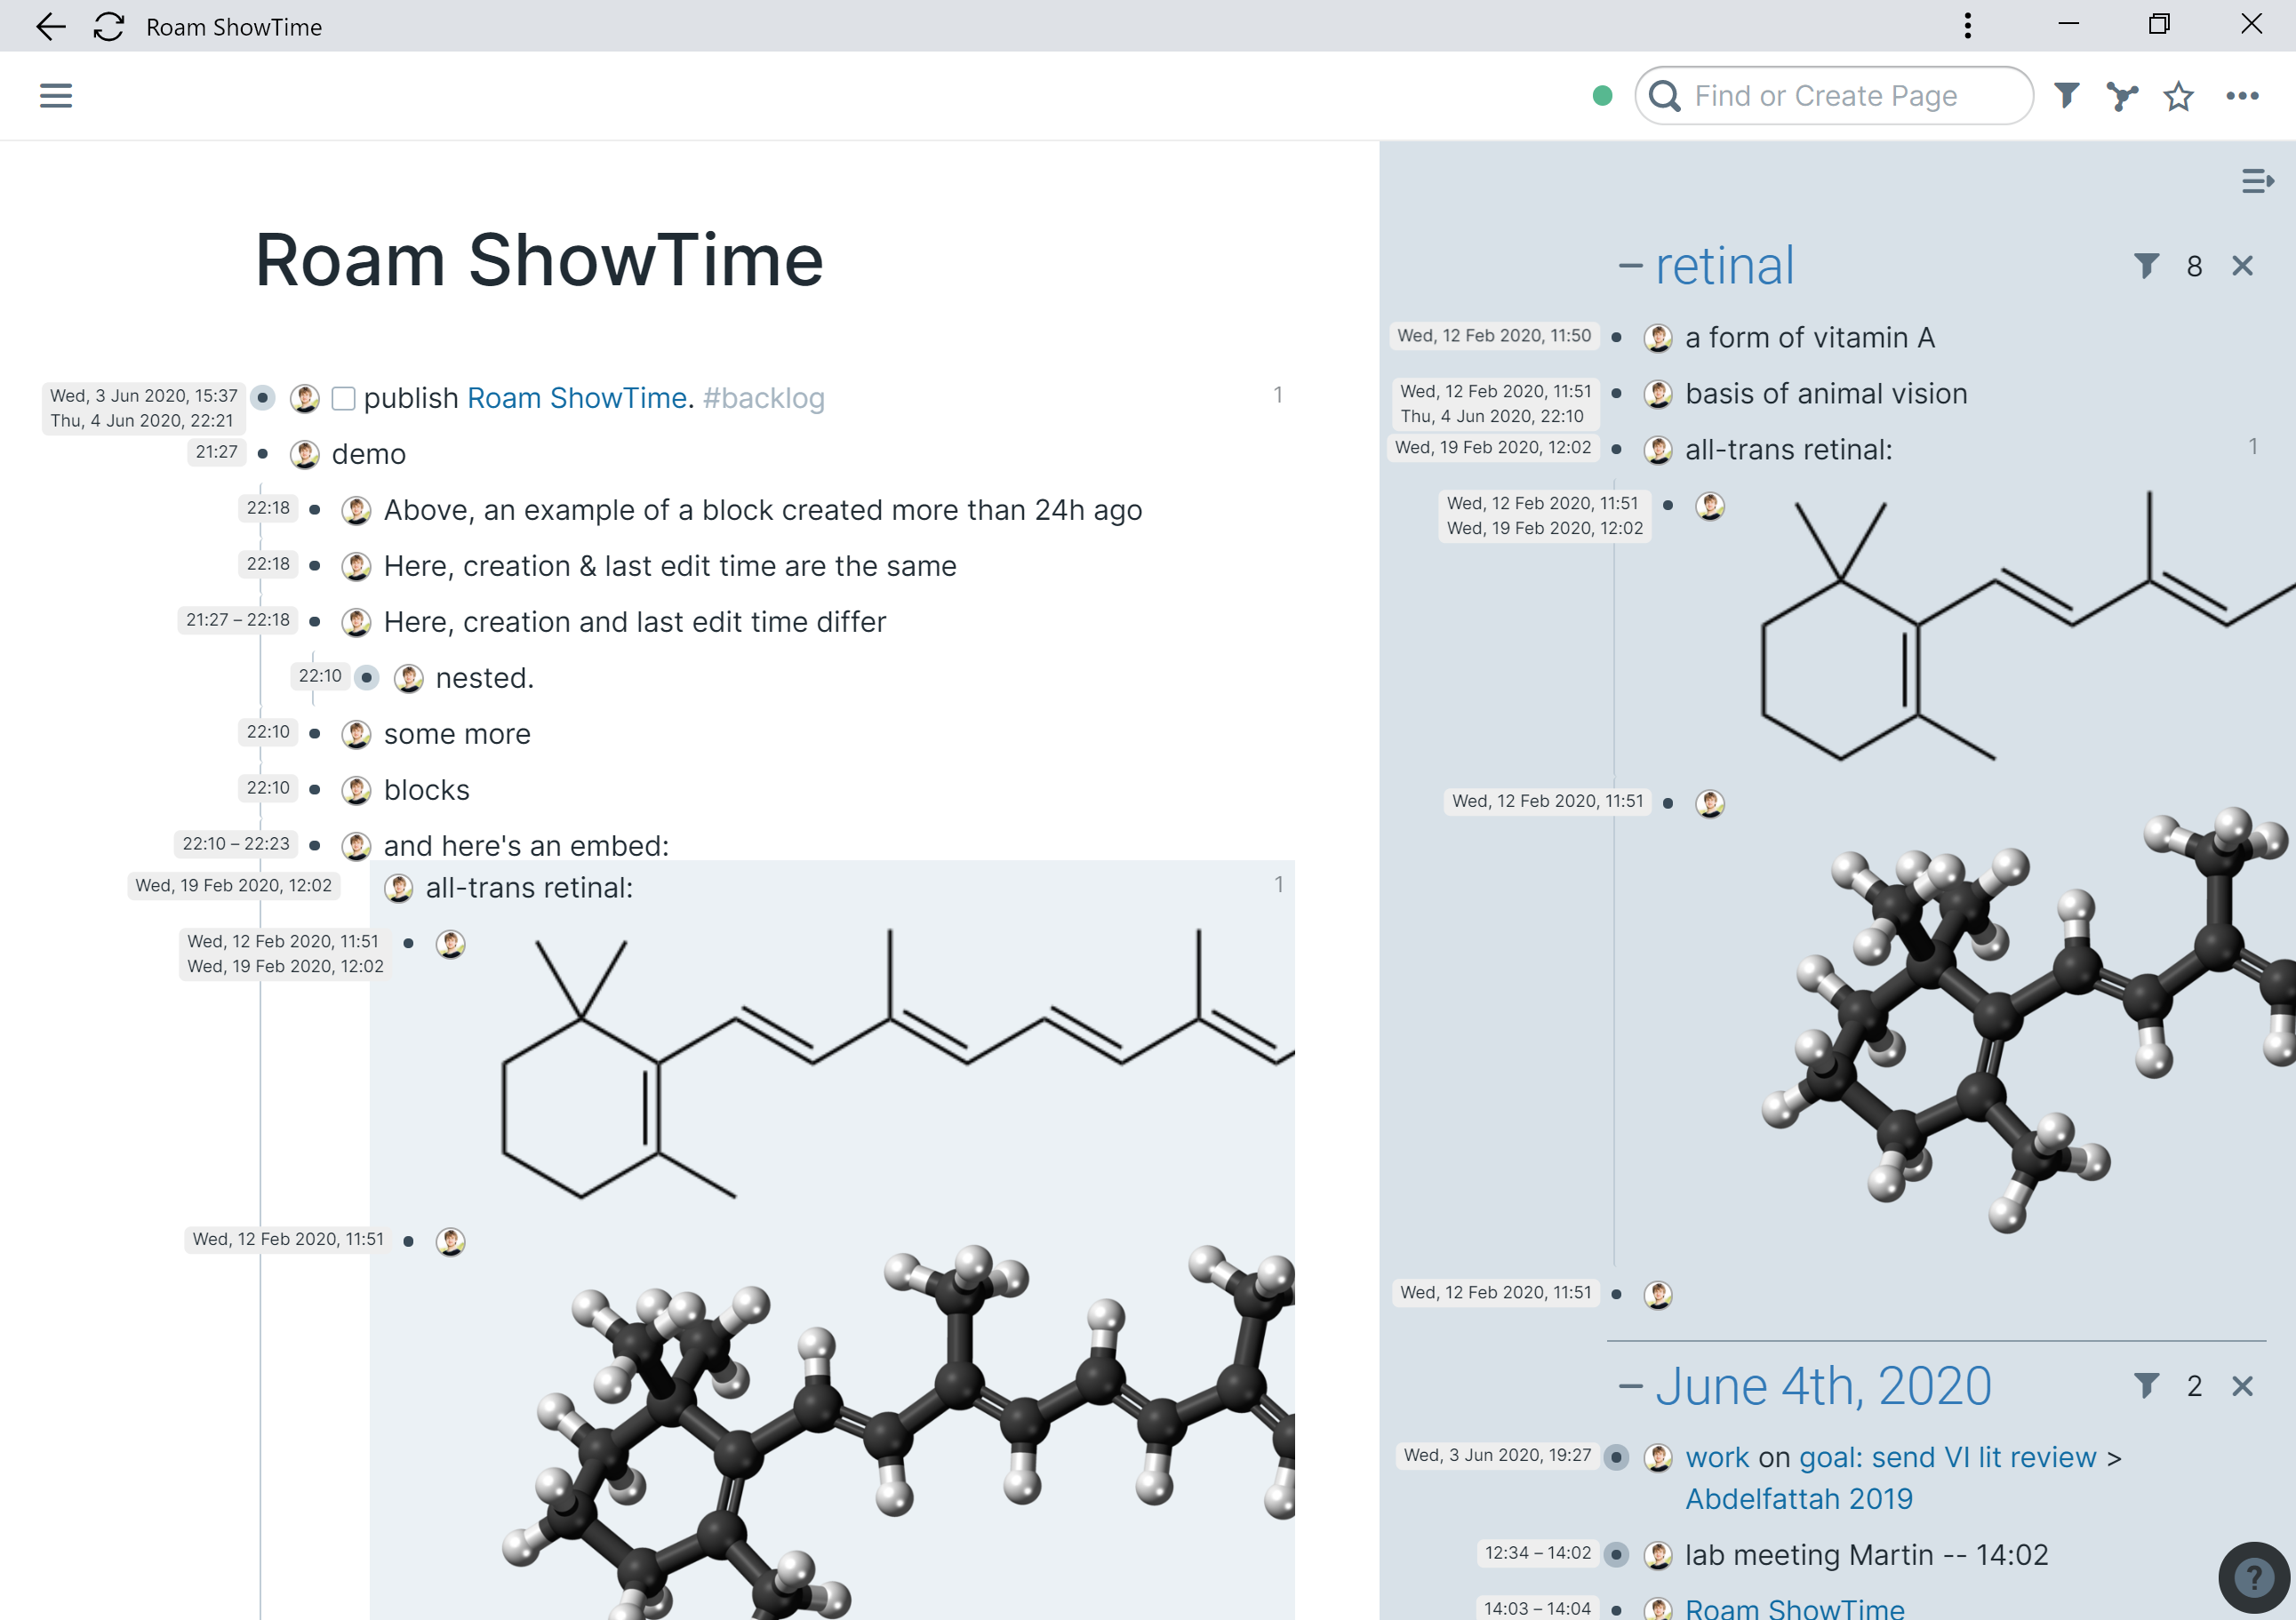 Roam ShowTime
Find or Create Page
Roam ShowTime
Wed, 3 Jun 2020, 15:37
Thu, 4 Jun 2020, 22:21
publish Roam ShowTime. #backlog
1
21:27
demo
22:18
Above, an example of a block created more than 24h ago
22:18
Here, creation & last edit time are the same
21:27 – 22:18
Here, creation and last edit time differ
22:10
nested.
22:10
some more
22:10
blocks
22:10 – 22:23
and here's an embed:
Wed, 19 Feb 2020, 12:02
all-trans retinal:
1
Wed, 12 Feb 2020, 11:51
Wed, 19 Feb 2020, 12:02
Wed, 12 Feb 2020, 11:51
– retinal
8
Wed, 12 Feb 2020, 11:50
a form of vitamin A
Wed, 12 Feb 2020, 11:51
Thu, 4 Jun 2020, 22:10
basis of animal vision
Wed, 19 Feb 2020, 12:02
all-trans retinal:
1
Wed, 12 Feb 2020, 11:51
Wed, 19 Feb 2020, 12:02
Wed, 12 Feb 2020, 11:51
Wed, 12 Feb 2020, 11:51
– June 4th, 2020
2
Wed, 3 Jun 2020, 19:27
work on goal: send VI lit review >
Abdelfattah 2019
12:34 – 14:02
lab meeting Martin -- 14:02
14:03 – 14:04
Roam ShowTime
?